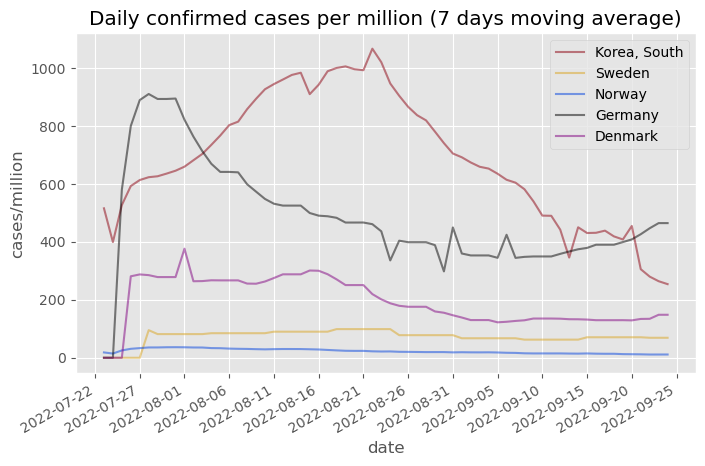 Daily confirmed cases per million (7 days moving average)
Korea, South
Sweden
Norway
Germany
Denmark
cases/million
1000
800
600
400
200
0
2022-07-22
2022-07-27
2022-08-01
2022-08-06
2022-08-11
2022-08-16
2022-08-21
2022-08-26
2022-08-31
2022-09-05
2022-09-10
2022-09-15
2022-09-20
2022-09-25
date